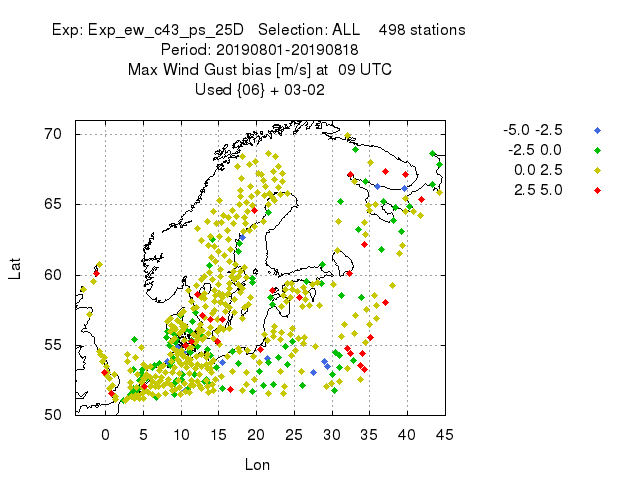 Exp: Exp_ew_c43_ps_25D   Selection: ALL    498 stations
Period: 20190801-20190818
Max Wind Gust bias [m/s] at  09 UTC
Used {06} + 03-02
-5.0 -2.5
-2.5  0.0
0.0  2.5
2.5  5.0
70
65
60
55
50
Lat
0 5 10 15 20 25 30 35 40 45
Lon